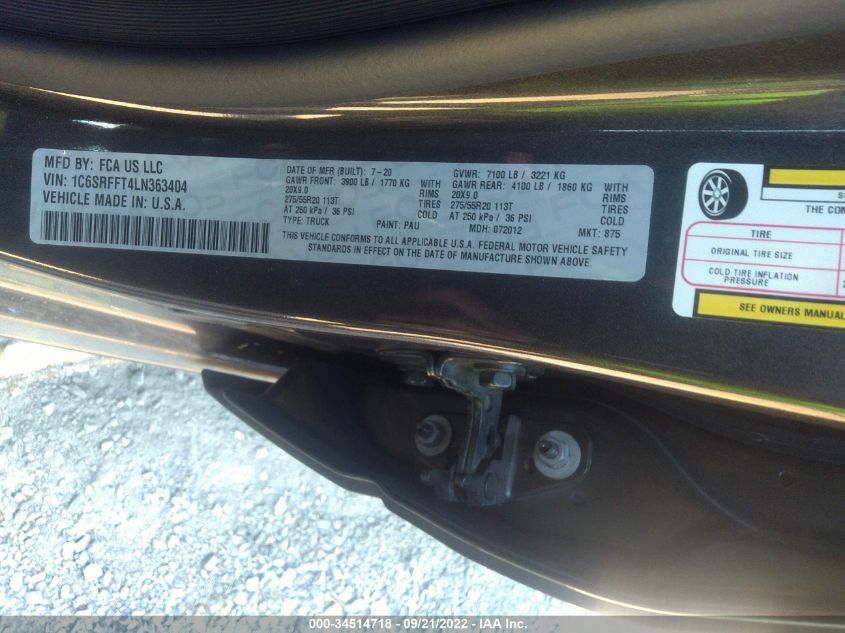 MFD BY: FCA US LLC
VIN: 1C6SRFFT4LN363404
VEHICLE MADE IN: U.S.A.
DATE OF MFR (BUILT): 7-20 GVWR: 7100 LB / 3221 KG
GAWR FRONT: 3900 LB / 1770 KG WITH GAWR REAR: 4100 LB / 1860 KG WITH
20X9.0 RIMS 20X9.0 RIMS
275/55R20 113T TIRES 275/55R20 113T TIRES
AT 250 kPa / 36 PSI COLD AT 250 kPa / 36 PSI COLD
TYPE: TRUCK PAINT: PAU MDH: 072012 MKT: 875
THIS VEHICLE CONFORMS TO ALL APPLICABLE U.S.A. FEDERAL MOTOR VEHICLE SAFETY
STANDARDS IN EFFECT ON THE DATE OF MANUFACTURE SHOWN ABOVE.
SEATING
THE CON
TIRE
ORIGINAL TIRE SIZE
COLD TIRE INFLATION
PRESSURE
SEE OWNERS MANUAL
000-34514718 - 09/21/2022 - IAA Inc.